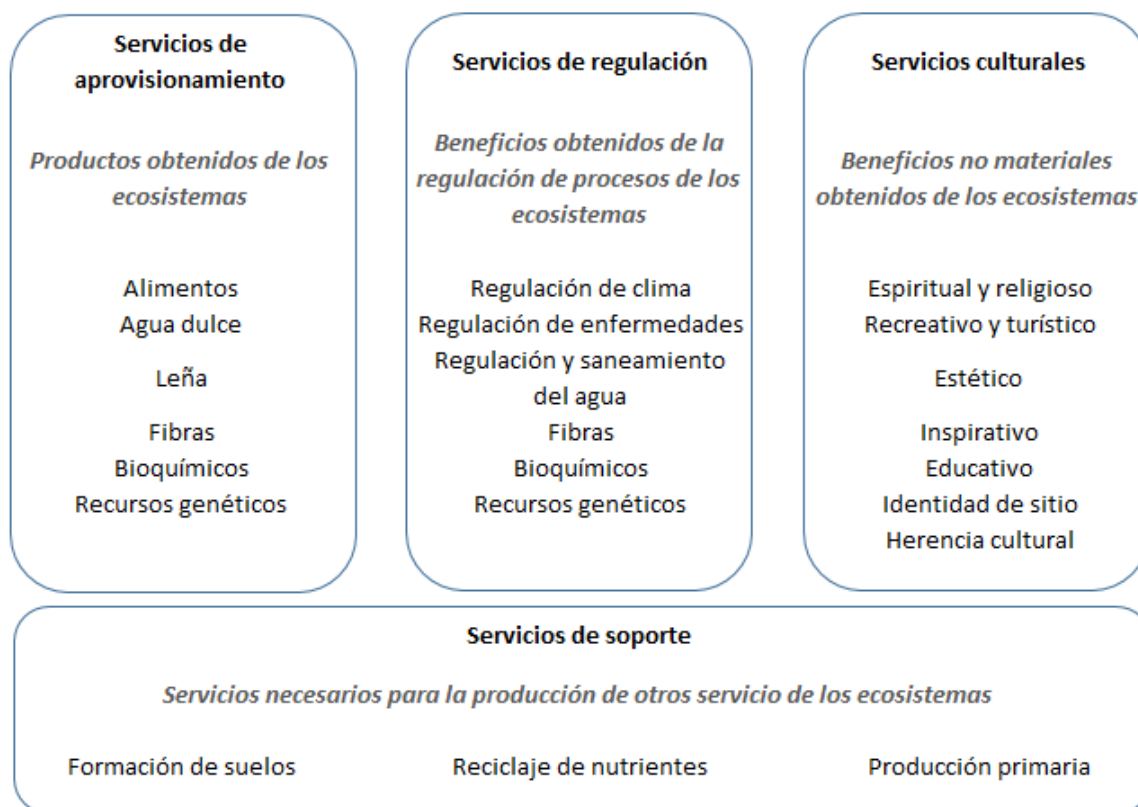 Servicios de
aprovisionamiento
Productos obtenidos de los
ecosistemas
Alimentos
Agua dulce
Leña
Fibras
Bioquímicos
Recursos genéticos
Servicios de regulación
Beneficios obtenidos de la
regulación de procesos de los
ecosistemas
Regulación de clima
Regulación de enfermedades
Regulación y saneamiento
del agua
Fibras
Bioquímicos
Recursos genéticos
Servicios culturales
Beneficios no materiales
obtenidos de los ecosistemas
Espiritual y religioso
Recreativo y turístico
Estético
Inspirativo
Educativo
Identidad de sitio
Herencia cultural
Servicios de soporte
Servicios necesarios para la producción de otros servicio de los ecosistemas
Formación de suelos
Reciclaje de nutrientes
Producción primaria